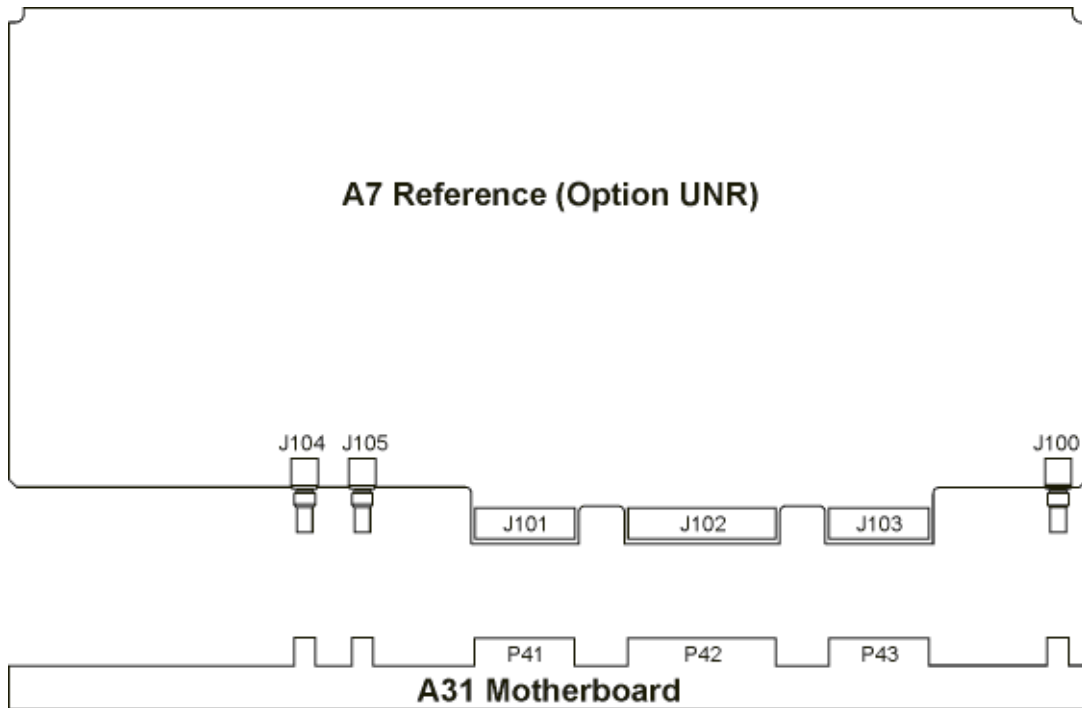 A7 Reference (Option UNR)
J104 J105 J100
J101 J102 J103
P41 P42 P43
A31 Motherboard